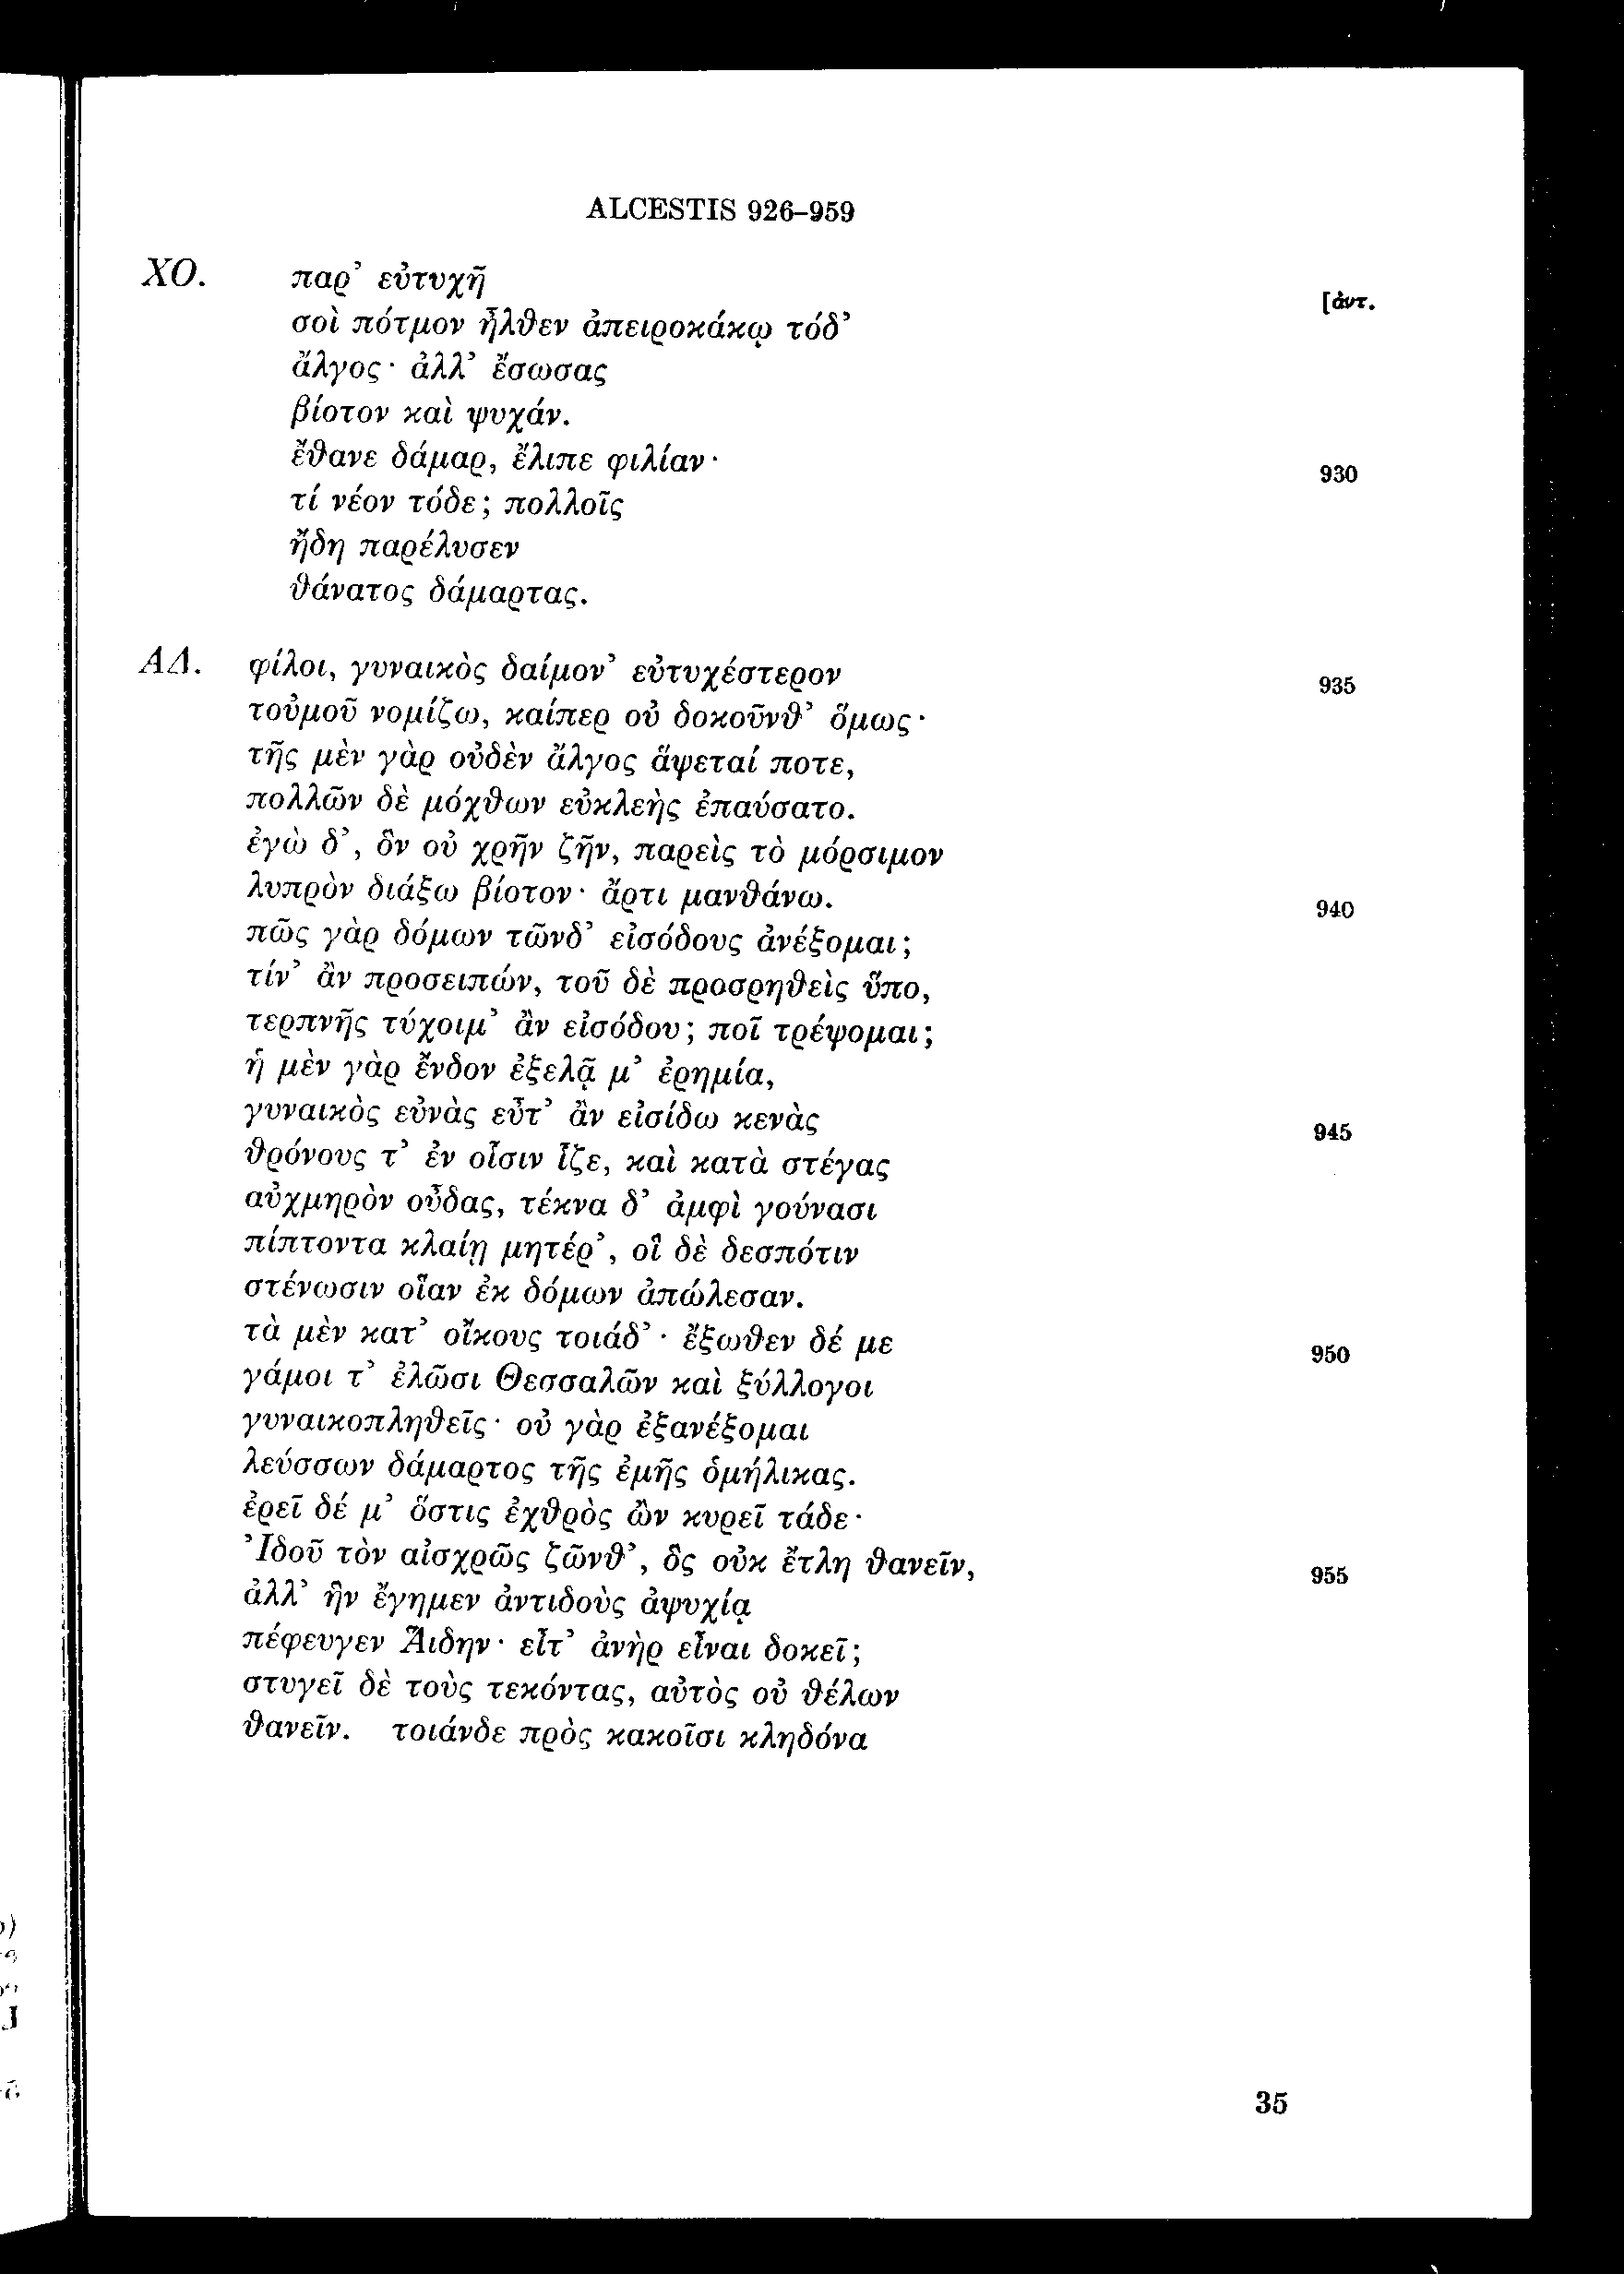 ALCESTIS 926–959
ΧΟ. παρ’ εὐτυχῆ [ἀντ.
σοὶ πότμον ἦλθεν ἀπειροκάκῳ τόδ’
ἄλγος· ἀλλ’ ἔσωσας
βίοτον καὶ ψυχάν.
ἔθανε δάμαρ, ἔλιπε φιλίαν· 930
τί νέον τόδε; πολλοῖς
ἤδη παρέλυσεν
θάνατος δάμαρτας.
ΑΔ. φίλοι, γυναικὸς δαίμον’ εὐτυχέστερον 935
τοὐμοῦ νομίζω, καίπερ οὐ δοκοῦνθ’ ὅμως·
τῆς μὲν γὰρ οὐδὲν ἄλγος ἅψεταί ποτε,
πολλῶν δὲ μόχθων εὐκλεὴς ἐπαύσατο.
ἐγὼ δ’, ὃν οὐ χρῆν ζῆν, παρεὶς τὸ μόρσιμον
λυπρὸν διάξω βίοτον· ἄρτι μανθάνω. 940
πῶς γὰρ δόμων τῶνδ’ εἰσόδους ἀνέξομαι;
τίν’ ἂν προσειπών, τοῦ δὲ προσρηθεὶς ὕπο,
τερπνῆς τύχοιμ’ ἂν εἰσόδου; ποῖ τρέψομαι;
ἡ μὲν γὰρ ἔνδον ἐξελᾷ μ’ ἐρημία,
γυναικὸς εὐνὰς εὖτ’ ἂν εἰσίδω κενὰς 945
θρόνους τ’ ἐν οἷσιν ἷζε, καὶ κατὰ στέγας
αὐχμηρὸν οὖδας, τέκνα δ’ ἀμφὶ γούνασι
πίπτοντα κλαίῃ μητέρ’, οἳ δὲ δεσπότιν
στένωσιν οἵαν ἐκ δόμων ἀπώλεσαν.
τὰ μὲν κατ’ οἴκους τοιάδ’· ἔξωθεν δέ με 950
γάμοι τ’ ἐλῶσι Θεσσαλῶν καὶ ξύλλογοι
γυναικοπληθεῖς· οὐ γὰρ ἐξανέξομαι
λεύσσων δάμαρτος τῆς ἐμῆς ὁμήλικας.
ἐρεῖ δέ μ’ ὅστις ἐχθρὸς ὢν κυρεῖ τάδε·
Ἰδοῦ τὸν αἰσχρῶς ζῶνθ’, ὃς οὐκ ἔτλη θανεῖν, 955
ἀλλ’ ἣν ἔγημεν ἀντιδοὺς ἀψυχίᾳ
πέφευγεν Ἅιδην· εἶτ’ ἀνὴρ εἶναι δοκεῖ;
στυγεῖ δὲ τοὺς τεκόντας, αὐτὸς οὐ θέλων
θανεῖν. τοιάνδε πρὸς κακοῖσι κληδόνα
35